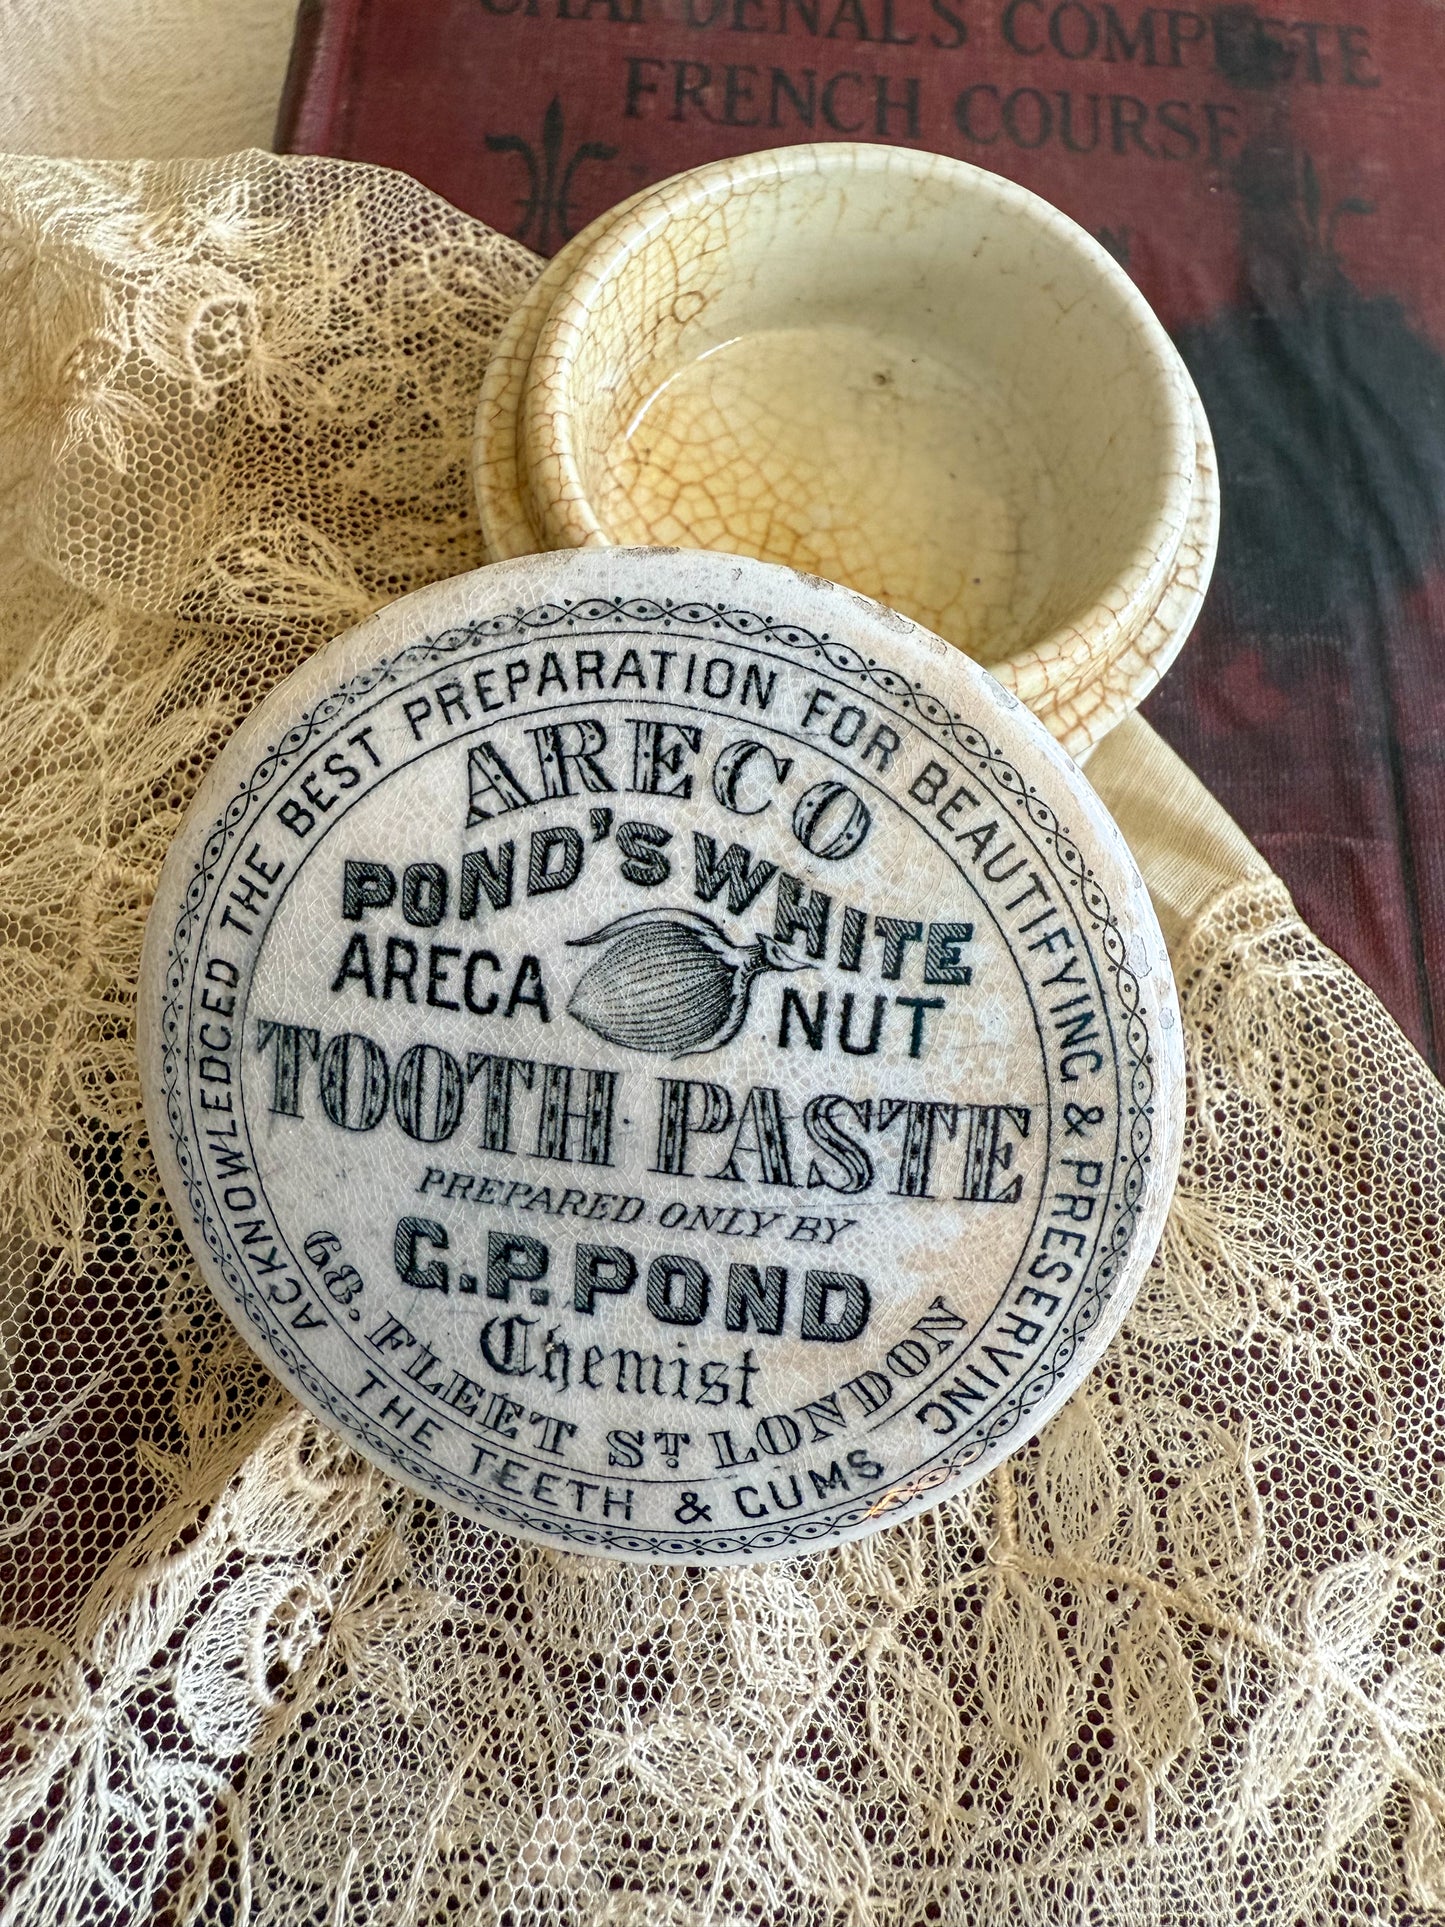 CHARDENAL'S COMPLETE
FRENCH COURSE
ACKNOWLEDGED THE BEST PREPARATION FOR BEAUTIFYING & PRESERVING
THE TEETH & GUMS
ARECO
POND'S WHITE
ARECA NUT
TOOTH PASTE
PREPARED ONLY BY
G.P. POND
Chemist
68, FLEET ST LONDON